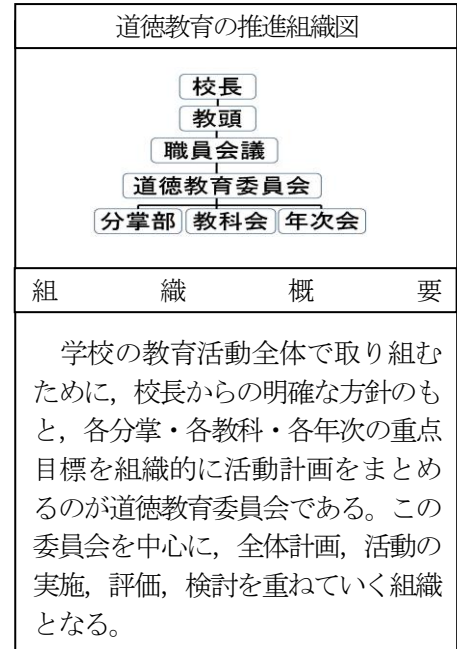 道徳教育の推進組織図
校長
教頭
職員会議
道徳教育委員会
分掌部 教科会 年次会
組織概要
学校の教育活動全体で取り組む
ために，校長からの明確な方針のも
と，各分掌・各教科・各年次の重点
目標を組織的に活動計画をまとめ
るのが道徳教育委員会である。この
委員会を中心に，全体計画，活動の
実施，評価，検討を重ねていく組織
となる。